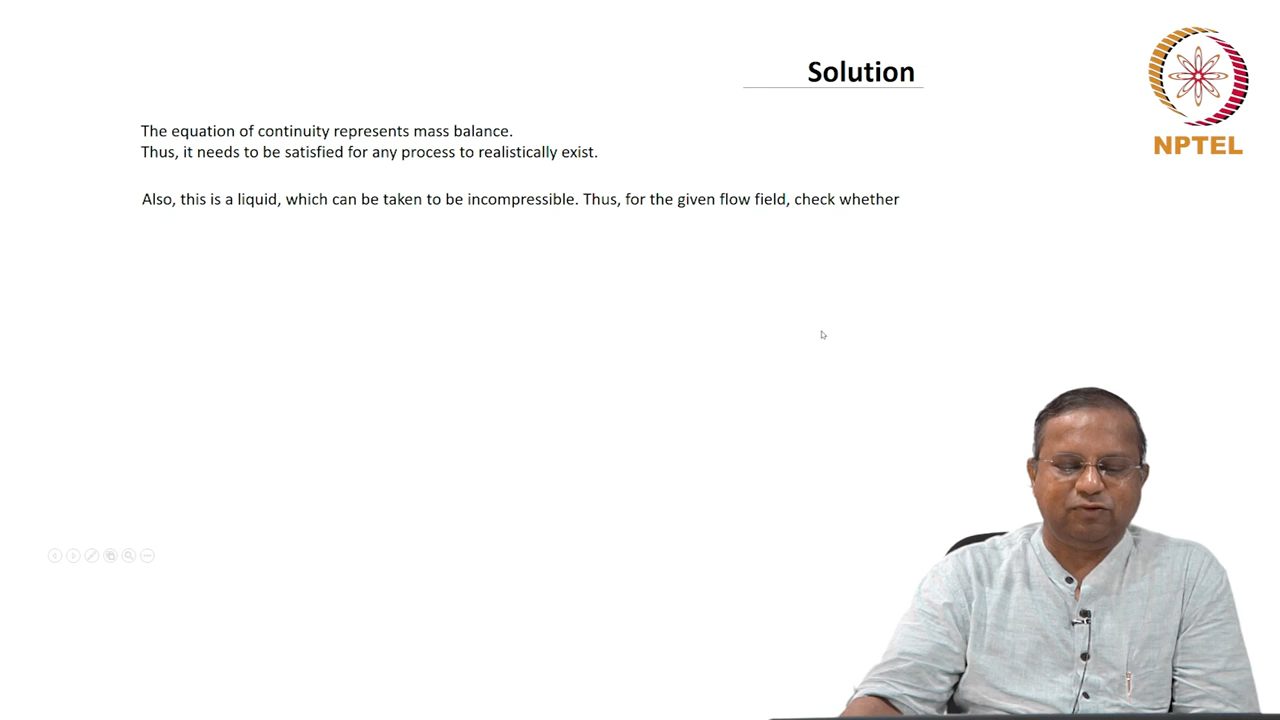 Solution
NPTEL
The equation of continuity represents mass balance.
Thus, it needs to be satisfied for any process to realistically exist.
Also, this is a liquid, which can be taken to be incompressible. Thus, for the given flow field, check whether